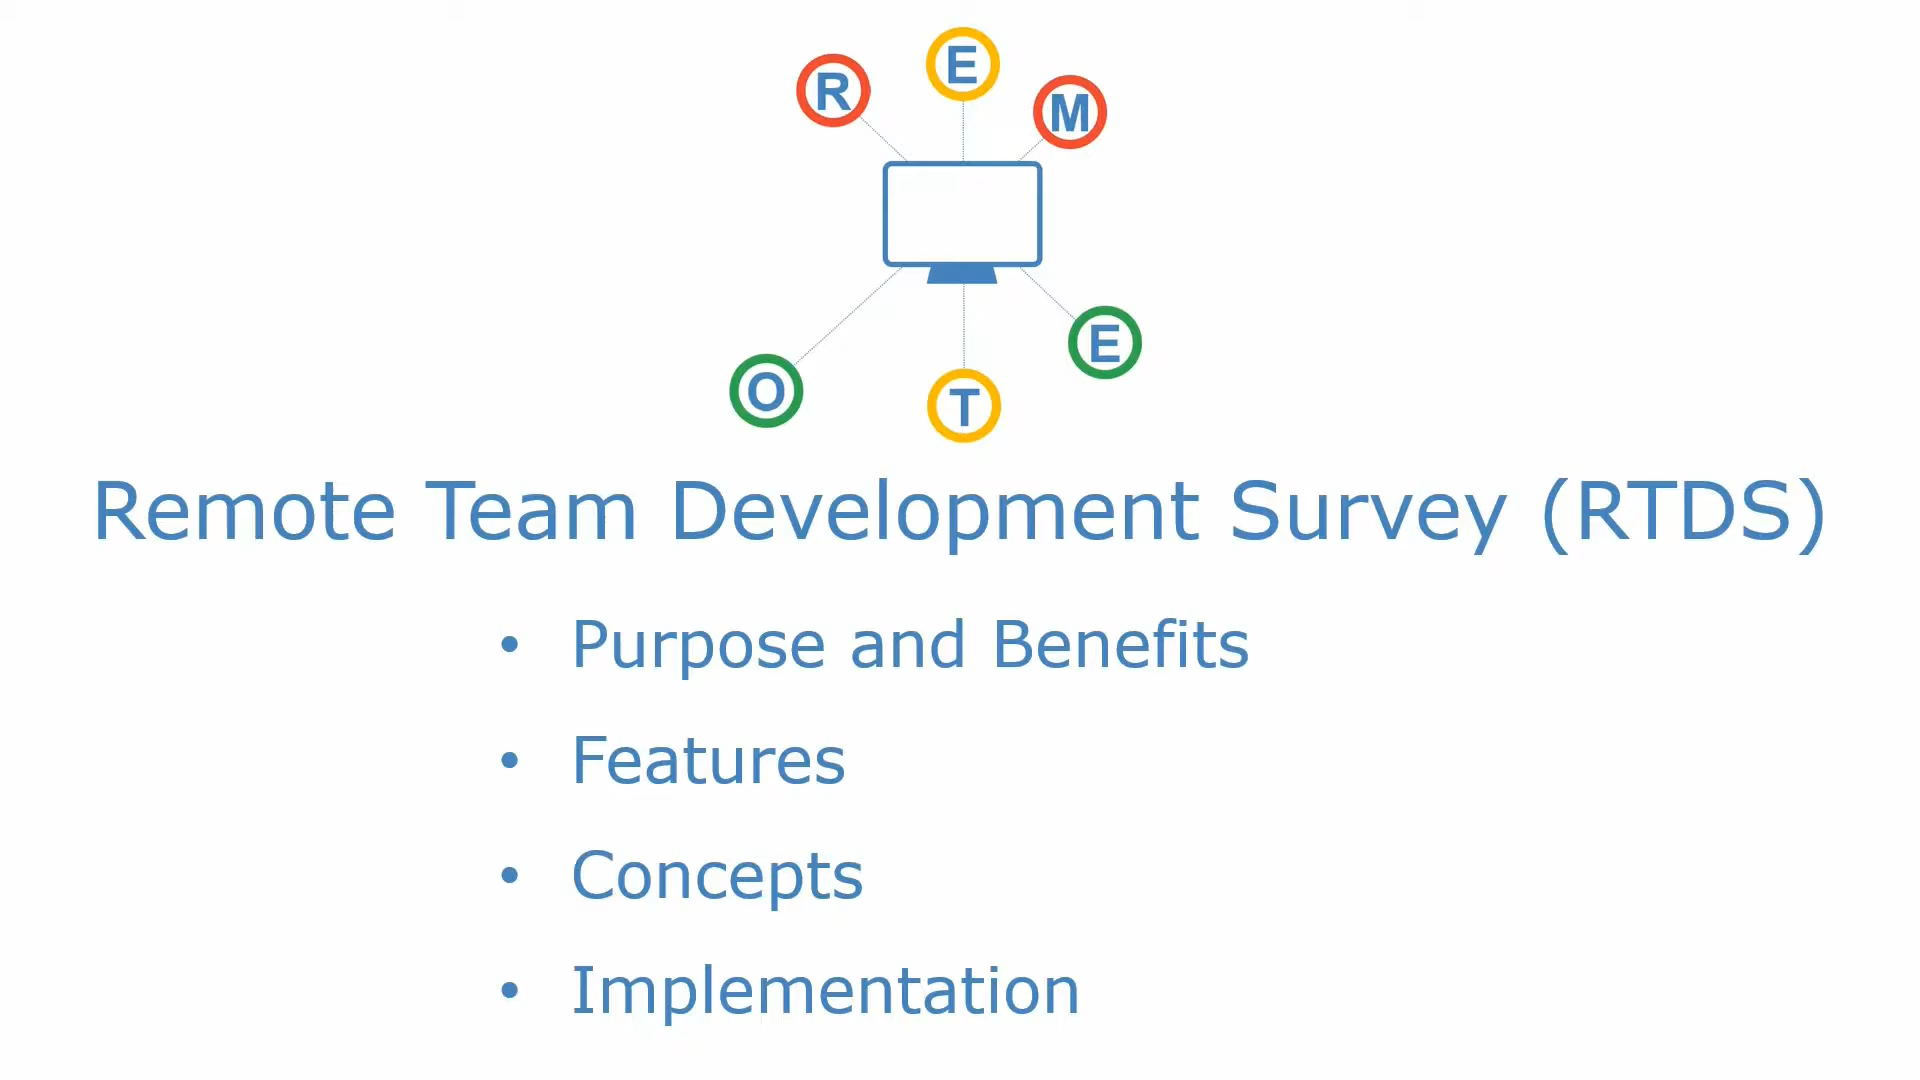 R E M
O T E
Remote Team Development Survey (RTDS)
• Purpose and Benefits
• Features
• Concepts
• Implementation